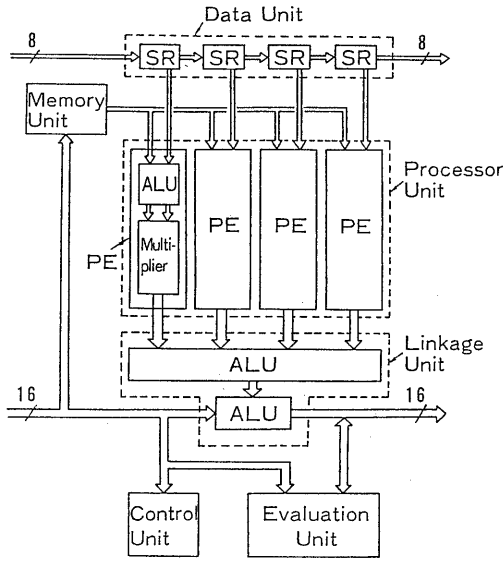 Data Unit
8
SR
SR
SR
SR
8
Memory
Unit
Processor
Unit
ALU
Multi-
plier
PE
PE
PE
PE
Linkage
Unit
ALU
16
ALU
16
Control
Unit
Evaluation
Unit